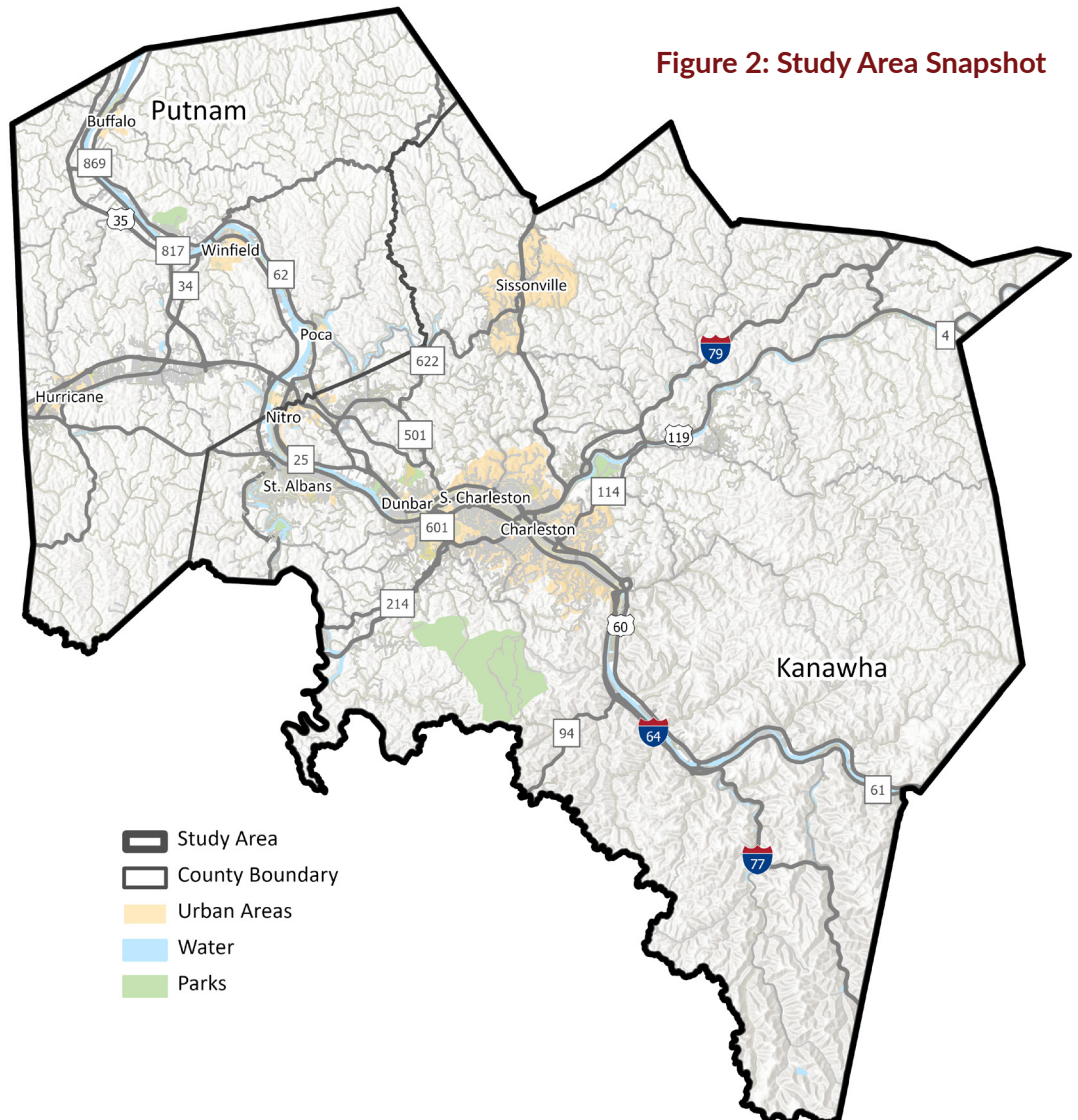 Figure 2: Study Area Snapshot
Putnam
Buffalo
869
35
817
Winfield
34
62
Sissonville
Poca
622
79
4
Hurricane
Nitro
501
119
25
St. Albans
114
Dunbar
S. Charleston
601
Charleston
214
60
Kanawha
94
64
61
77
Study Area
County Boundary
Urban Areas
Water
Parks